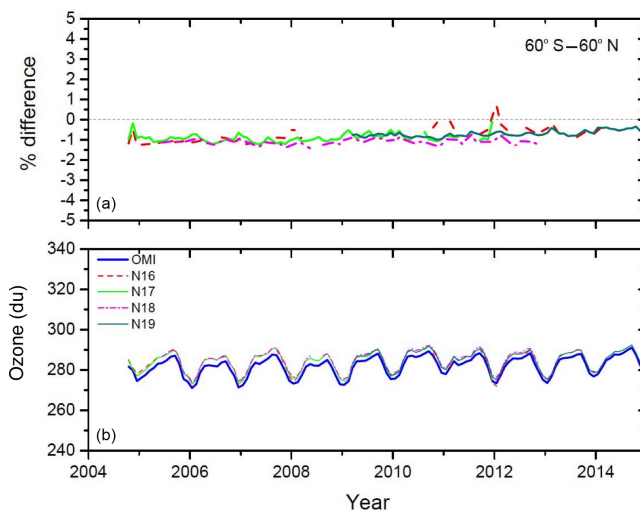 5
4
3
2
1
0
-1
-2
-3
-4
-5
% difference
60° S–60° N
(a)
340
320
300
280
260
240
Ozone (du)
OMI
N16
N17
N18
N19
(b)
2004 2006 2008 2010 2012 2014
Year